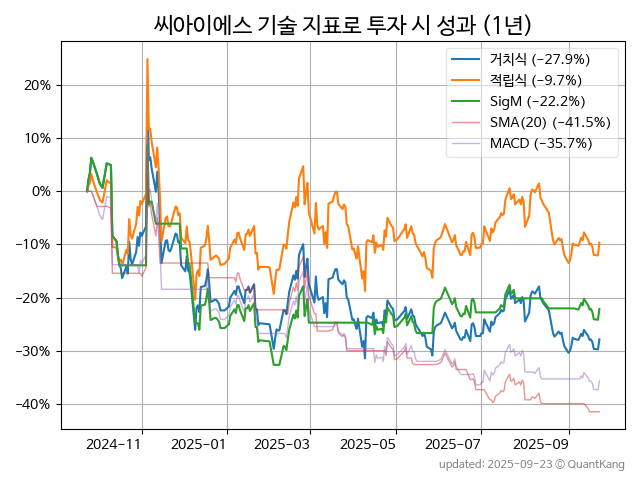 씨아이에스 기술 지표로 투자 시 성과 (1년)
거치식 (−27.9%)
적립식 (−9.7%)
SigM (−22.2%)
SMA(20) (−41.5%)
MACD (−35.7%)
20%
10%
0%
−10%
−20%
−30%
−40%
2024−11 2025−01 2025−03 2025−05 2025−07 2025−09
updated: 2025−09−23 ⓒ QuantKang